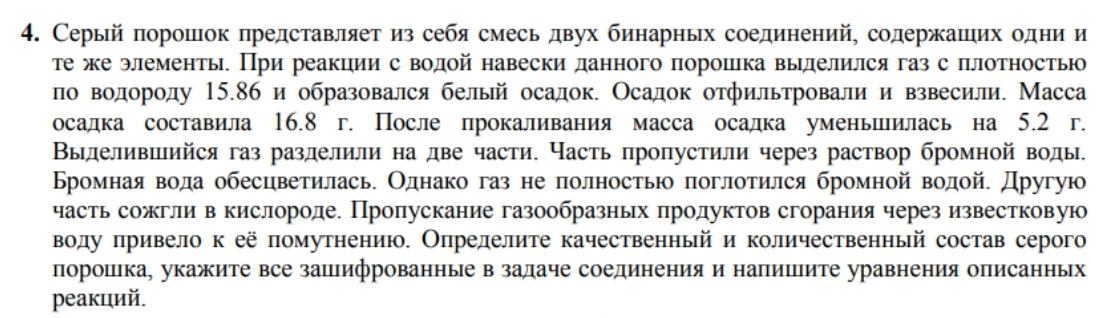 4. Серый порошок представляет из себя смесь двух бинарных соединений, содержащих одни и
те же элементы. При реакции с водой навески данного порошка выделился газ с плотностью
по водороду 15.86 и образовался белый осадок. Осадок отфильтровали и взвесили. Масса
осадка составила 16.8 г. После прокаливания масса осадка уменьшилась на 5.2 г.
Выделившийся газ разделили на две части. Часть пропустили через раствор бромной воды.
Бромная вода обесцветилась. Однако газ не полностью поглотился бромной водой. Другую
часть сожгли в кислороде. Пропускание газообразных продуктов сгорания через известковую
воду привело к её помутнению. Определите качественный и количественный состав серого
порошка, укажите все зашифрованные в задаче соединения и напишите уравнения описанных
реакций.